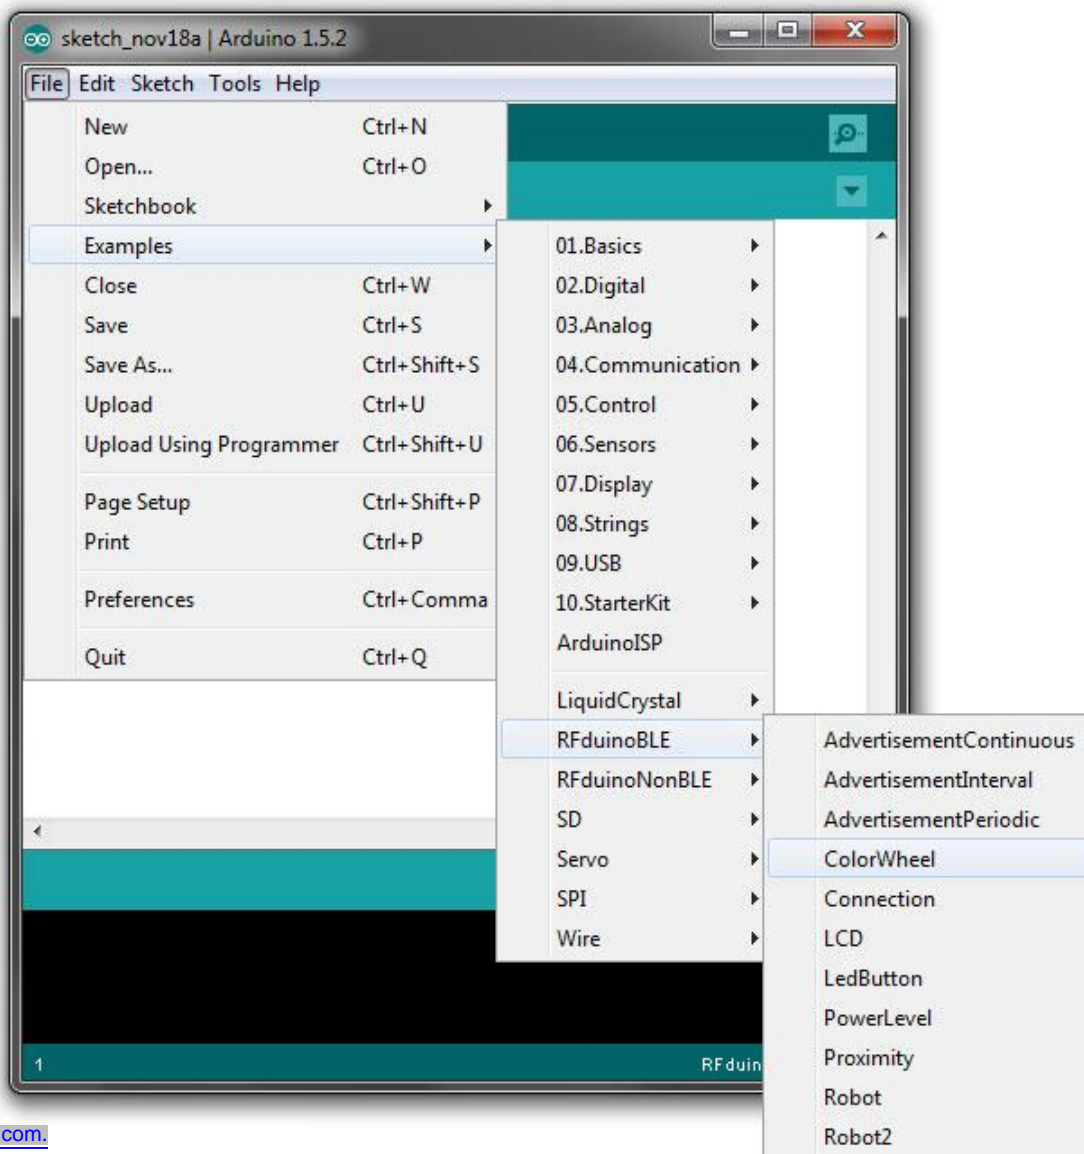 sketch_nov18a | Arduino 1.5.2
File Edit Sketch Tools Help
New Ctrl+N
Open... Ctrl+O
Sketchbook
Examples
Close Ctrl+W
Save Ctrl+S
Save As... Ctrl+Shift+S
Upload Ctrl+U
Upload Using Programmer Ctrl+Shift+U
Page Setup Ctrl+Shift+P
Print Ctrl+P
Preferences Ctrl+Comma
Quit Ctrl+Q
01.Basics
02.Digital
03.Analog
04.Communication
05.Control
06.Sensors
07.Display
08.Strings
09.USB
10.StarterKit
ArduinoISP
LiquidCrystal
RFduinoBLE
RFduinoNonBLE
SD
Servo
SPI
Wire
AdvertisementContinuous
AdvertisementInterval
AdvertisementPeriodic
ColorWheel
Connection
LCD
LedButton
PowerLevel
Proximity
Robot
Robot2
1 RFduin
com.